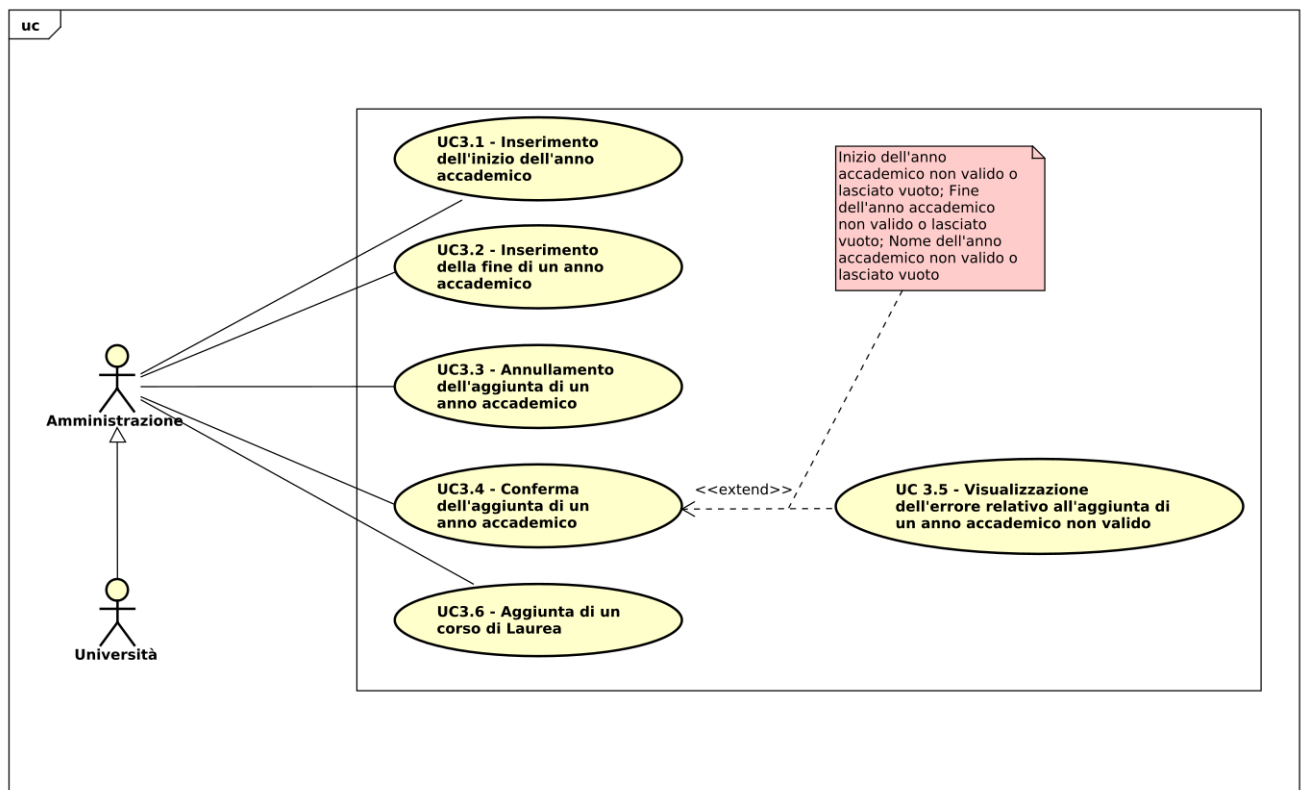 uc
UC3.1 - Inserimento
dell'inizio dell'anno
accademico
Inizio dell'anno
accademico non valido o
lasciato vuoto; Fine
dell'anno accademico
non valido o lasciato
vuoto; Nome dell'anno
accademico non valido o
lasciato vuoto
UC3.2 - Inserimento
della fine di un anno
accademico
UC3.3 - Annullamento
dell'aggiunta di un
anno accademico
Amministrazione
UC3.4 - Conferma
dell'aggiunta di un
anno accademico
<<extend>>
UC 3.5 - Visualizzazione
dell'errore relativo all'aggiunta di
un anno accademico non valido
UC3.6 - Aggiunta di un
corso di Laurea
Università